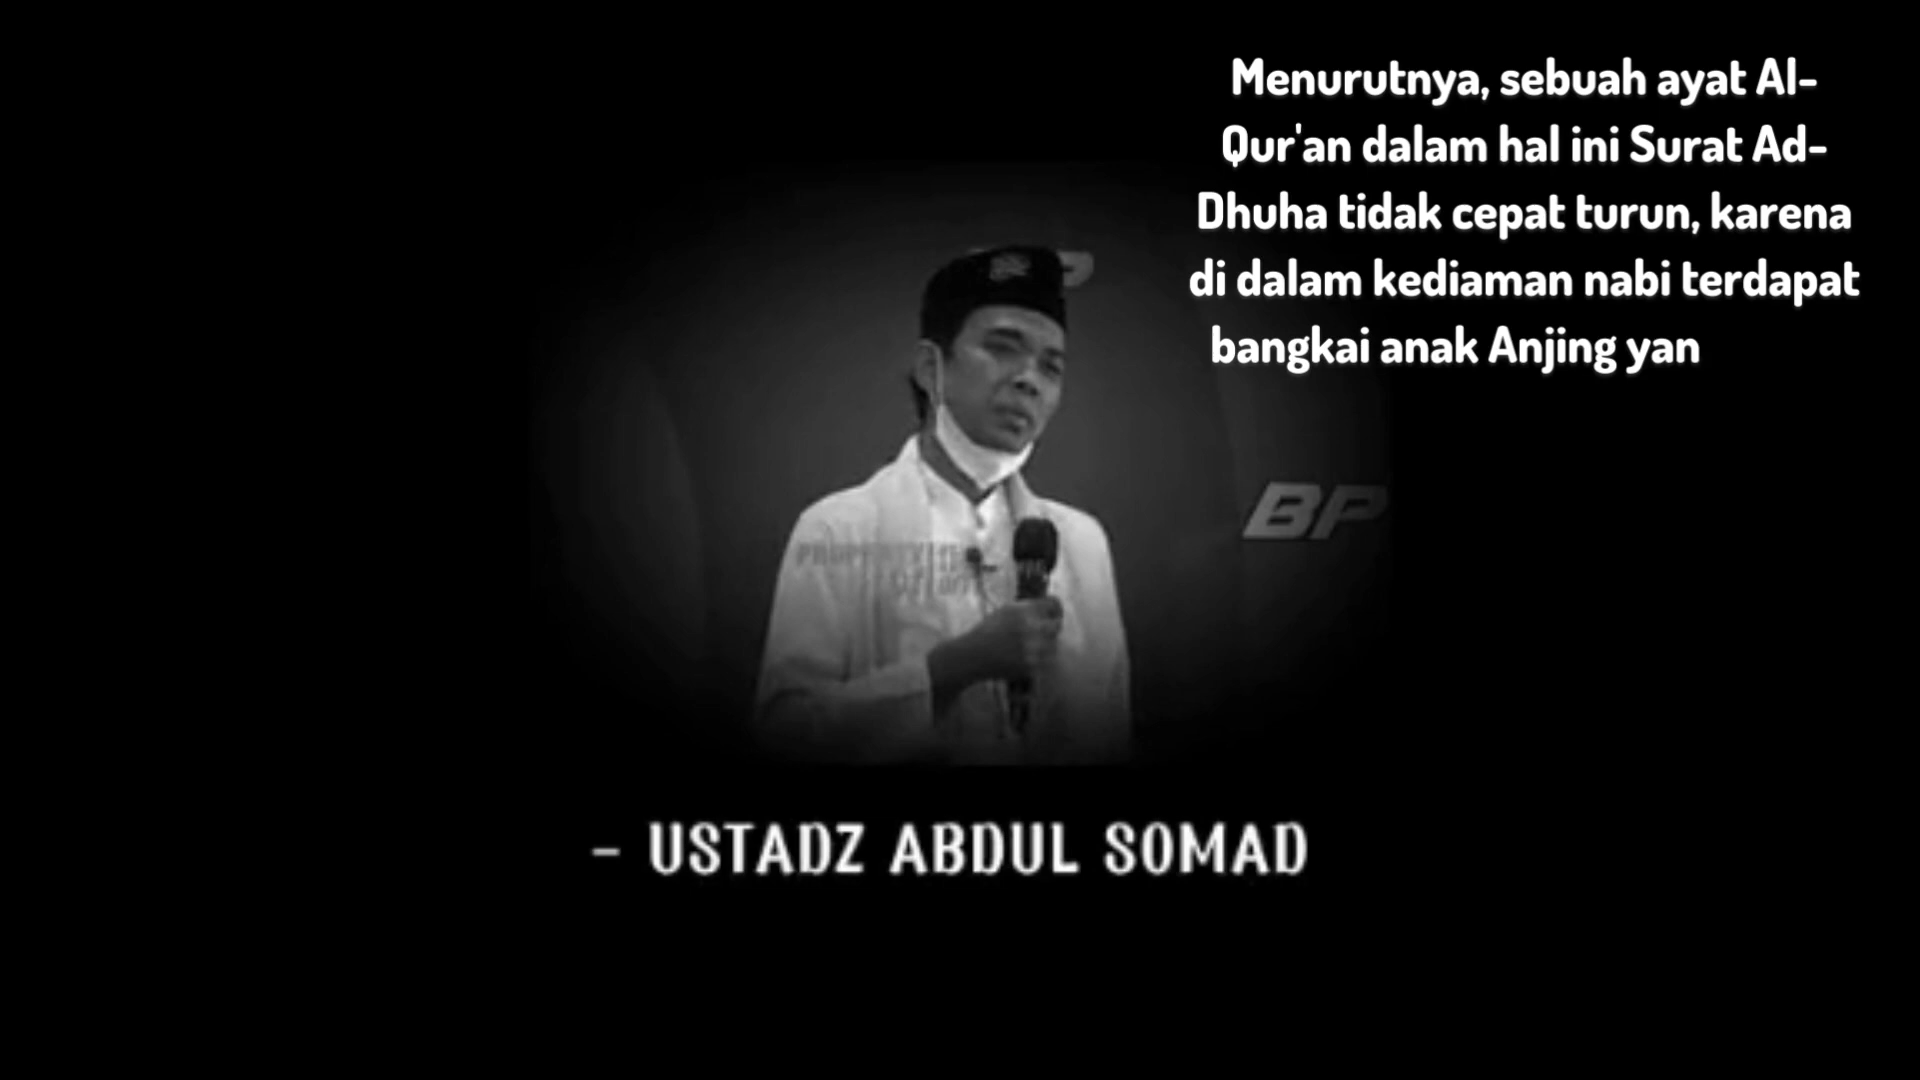 Menurutnya, sebuah ayat Al-
Qur'an dalam hal ini Surat Ad-
Dhuha tidak cepat turun, karena
di dalam kediaman nabi terdapat
bangkai anak Anjing yan
BP
- USTADZ ABDUL SOMAD